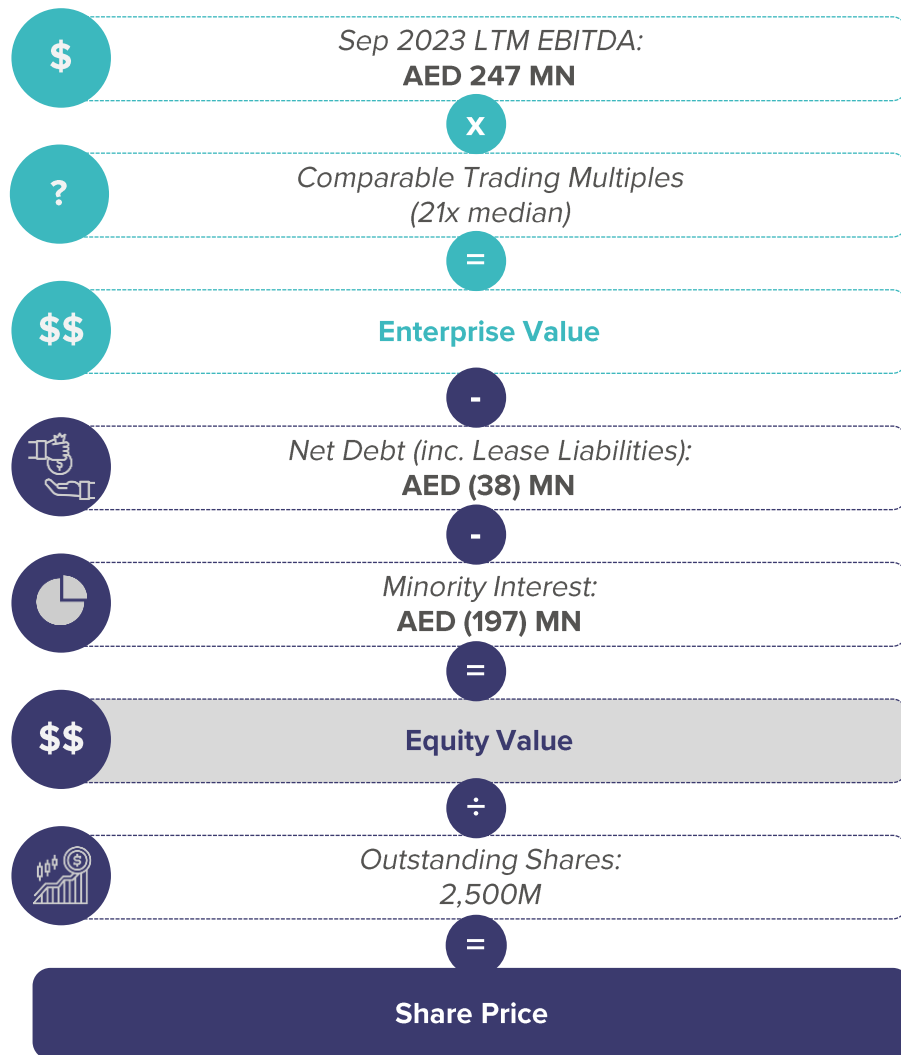 $
Sep 2023 LTM EBITDA:
AED 247 MN
x
?
Comparable Trading Multiples
(21x median)
=
$$
Enterprise Value
-
$
Net Debt (inc. Lease Liabilities):
AED (38) MN
-
Minority Interest:
AED (197) MN
=
$$
Equity Value
÷
$
Outstanding Shares:
2,500M
=
Share Price